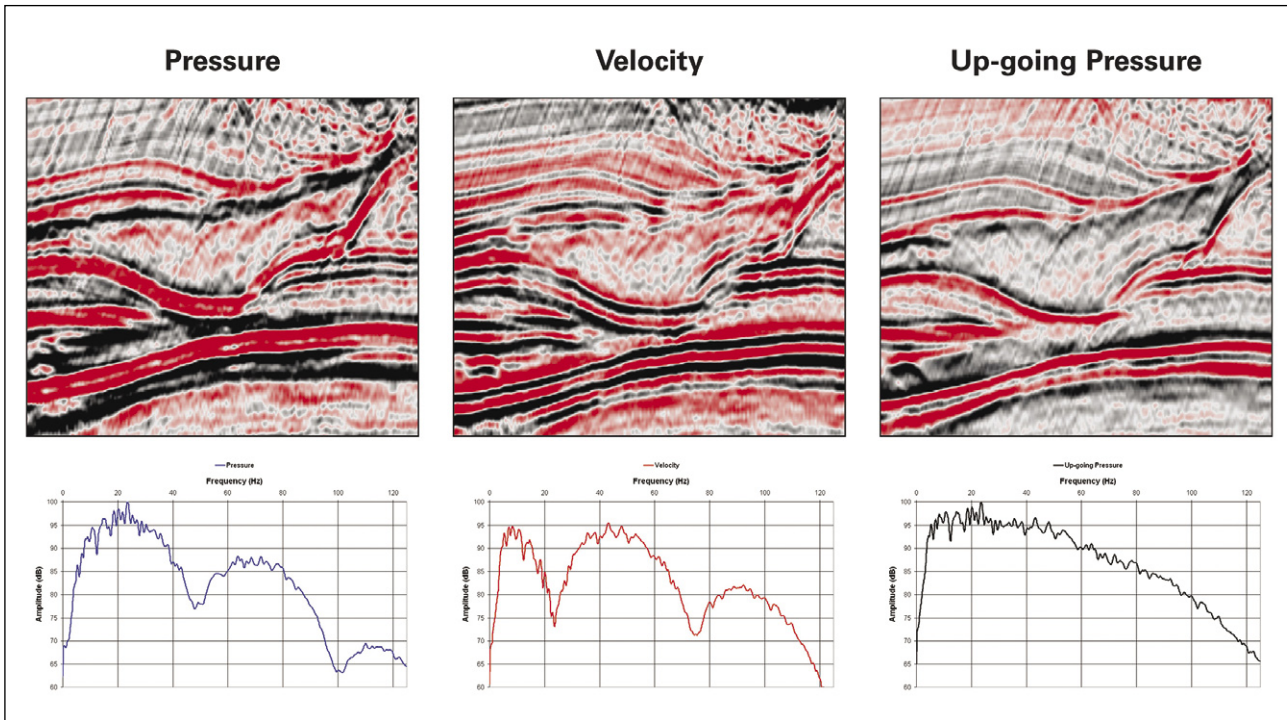 Pressure Velocity Up-going Pressure
Pressure
Frequency (Hz)
0 20 40 60 80 100 120
100
95
90
85
80
75
70
65
60
Amplitude (dB)
Velocity
Frequency (Hz)
0 20 40 60 80 100 120
100
95
90
85
80
75
70
65
60
Amplitude (dB)
Up-going Pressure
Frequency (Hz)
0 20 40 60 80 100 120
100
95
90
85
80
75
70
65
60
Amplitude (dB)